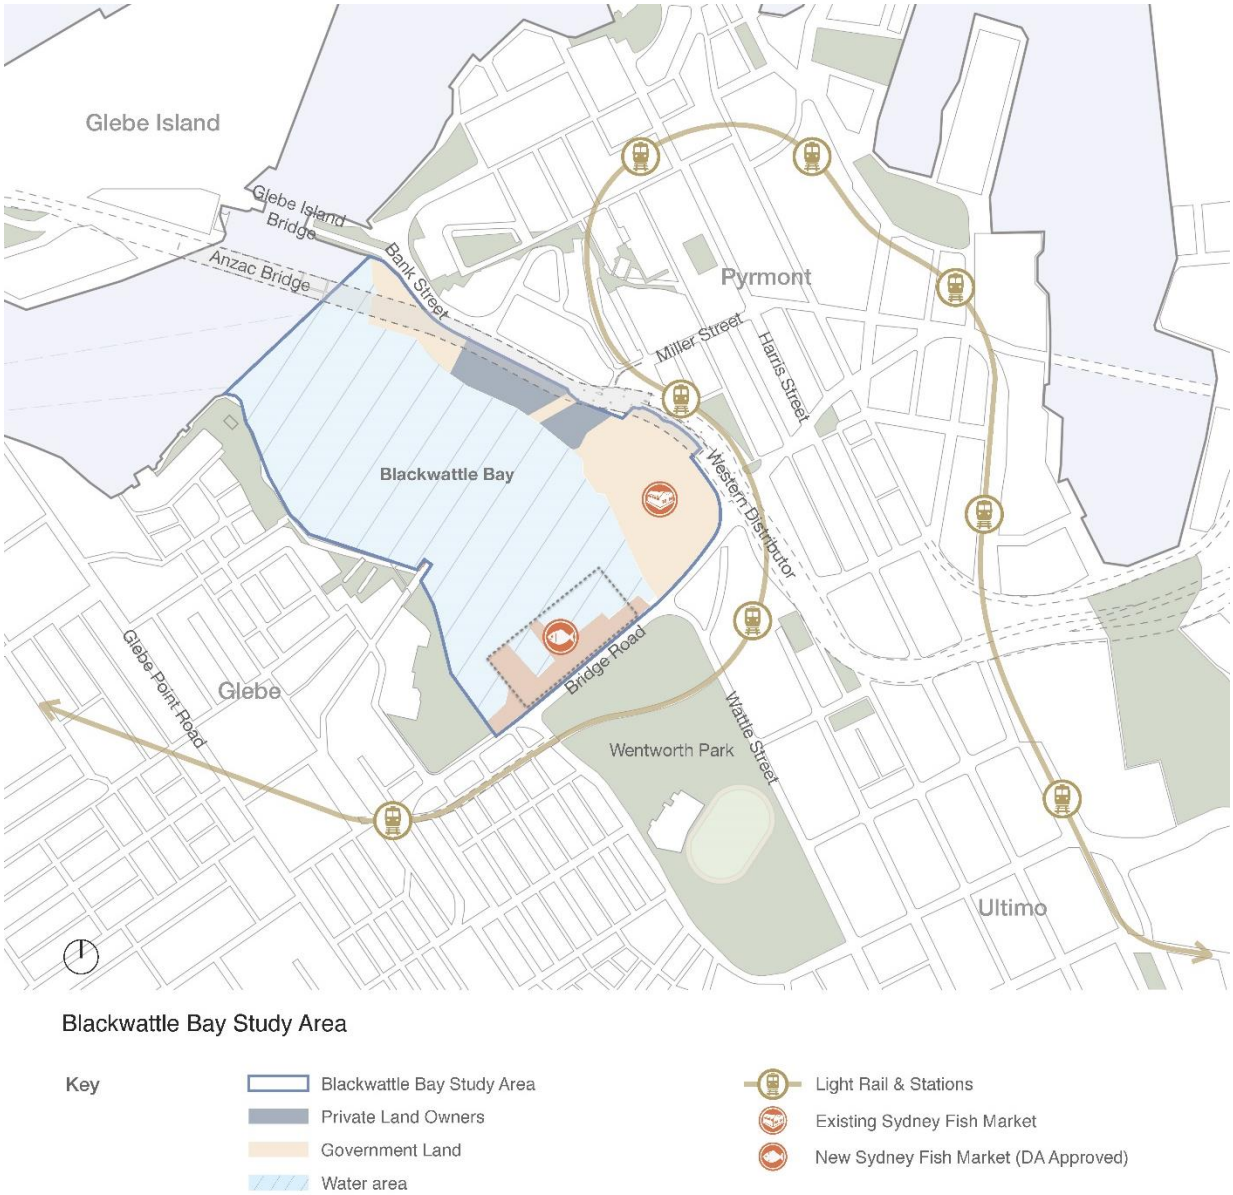 Glebe Island
Glebe Island
Bridge
Anzac Bridge
Bank Street
Pyrmont
Miller Street
Harris Street
Blackwattle Bay
Western Distributor
Bridge Road
Glebe Point Road
Glebe
Wattle Street
Wentworth Park
Ultimo
Blackwattle Bay Study Area
Key
Blackwattle Bay Study Area
Private Land Owners
Government Land
Water area
Light Rail & Stations
Existing Sydney Fish Market
New Sydney Fish Market (DA Approved)